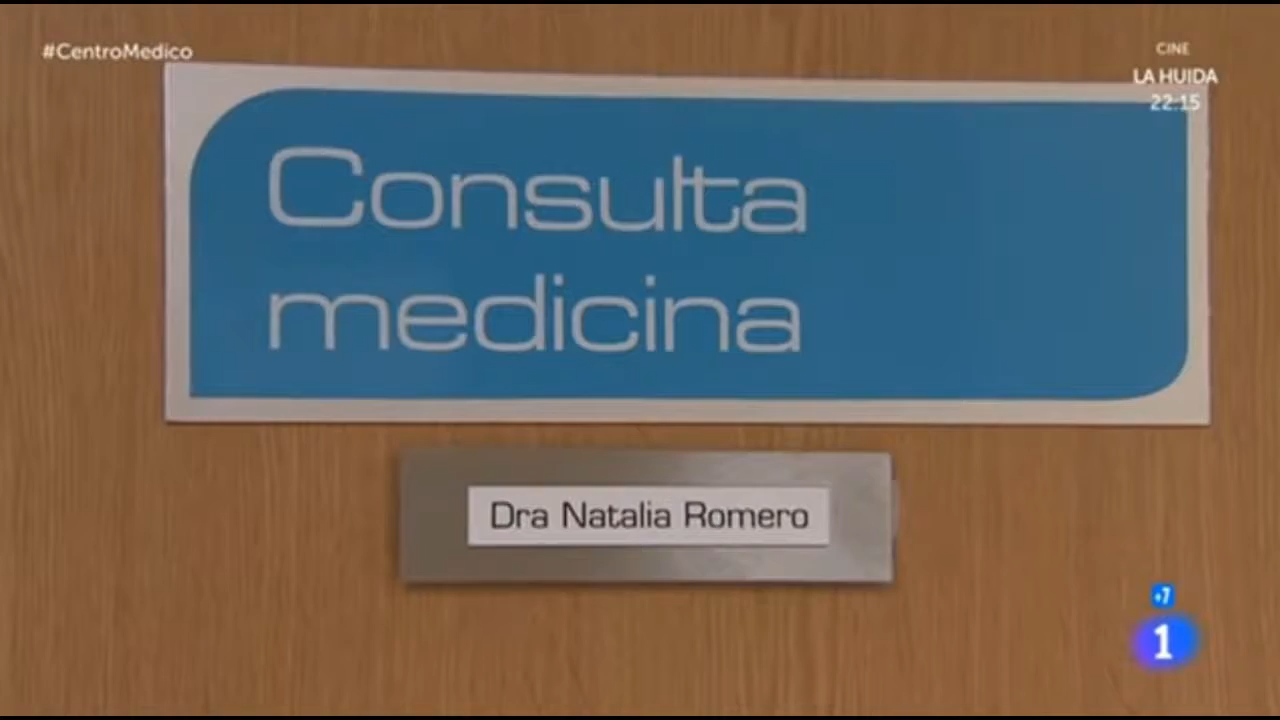 #CentroMedico
CINE
LA HUIDA
22:15
Consulta
medicina
Dra Natalia Romero
+7
1